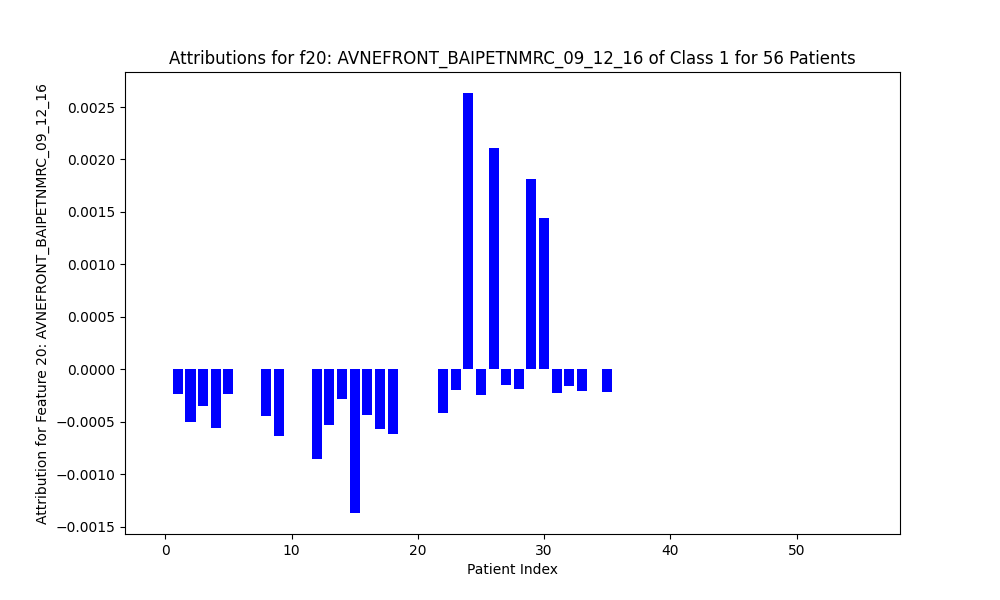 Attributions for f20: AVNEFRONT_BAIPETNMRC_09_12_16 of Class 1 for 56 Patients
Attribution for Feature 20: AVNEFRONT_BAIPETNMRC_09_12_16
0.0025
0.0020
0.0015
0.0010
0.0005
0.0000
−0.0005
−0.0010
−0.0015
0 10 20 30 40 50
Patient Index